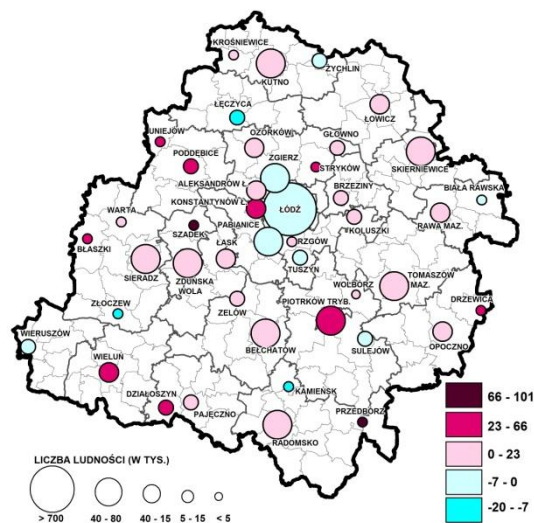 KROŚNIEWICE
KUTNO
ŻYCHLIN
ŁĘCZYCA
ŁOWICZ
UNIEJÓW
OZORKÓW
GŁOWNO
PODDĘBICE
ZGIERZ
STRYKÓW
SKIERNIEWICE
ALEKSANDRÓW Ł.
BRZEZINY
BIAŁA RAWSKA
KONSTANTYNÓW Ł.
ŁÓDŹ
WARTA
SZADEK
PABIANICE
RZGÓW
KOLUSZKI
RAWA MAZ.
BŁASZKI
ŁASK
TUSZYN
SIERADZ
ZDUŃSKA
WOLA
WOLBÓRZ
TOMASZÓW
MAZ.
ZŁOCZEW
ZELÓW
PIOTRKÓW TRYB.
DRZEWICA
WIERUSZÓW
BEŁCHATÓW
SULEJÓW
OPOCZNO
WIELUŃ
DZIAŁOSZYN
PAJĘCZNO
KAMIEŃSK
PRZEDBÓRZ
RADOMSKO
66 - 101
23 - 66
0 - 23
-7 - 0
-20 - -7
LICZBA LUDNOŚCI (W TYS.)
> 700 40 - 80 40 - 15 5 - 15 < 5